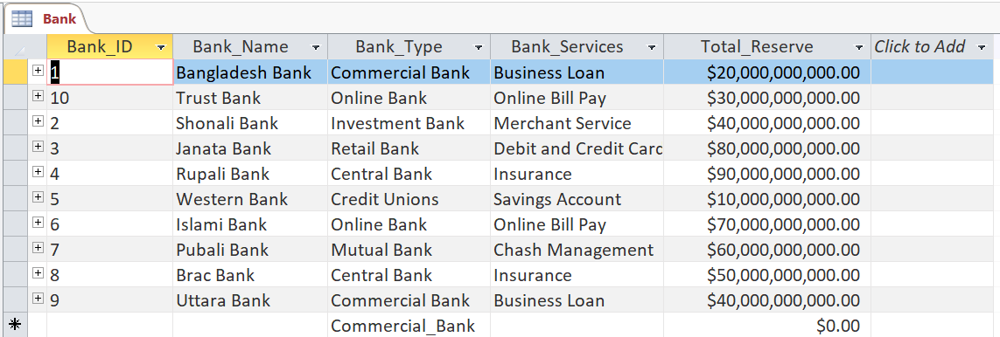 Bank
Bank_ID Bank_Name Bank_Type Bank_Services Total_Reserve Click to Add
1 Bangladesh Bank Commercial Bank Business Loan $20,000,000,000.00
10 Trust Bank Online Bank Online Bill Pay $30,000,000,000.00
2 Shonali Bank Investment Bank Merchant Service $40,000,000,000.00
3 Janata Bank Retail Bank Debit and Credit Carc $80,000,000,000.00
4 Rupali Bank Central Bank Insurance $90,000,000,000.00
5 Western Bank Credit Unions Savings Account $10,000,000,000.00
6 Islami Bank Online Bank Online Bill Pay $70,000,000,000.00
7 Pubali Bank Mutual Bank Chash Management $60,000,000,000.00
8 Brac Bank Central Bank Insurance $50,000,000,000.00
9 Uttara Bank Commercial Bank Business Loan $40,000,000,000.00
Commercial_Bank $0.00